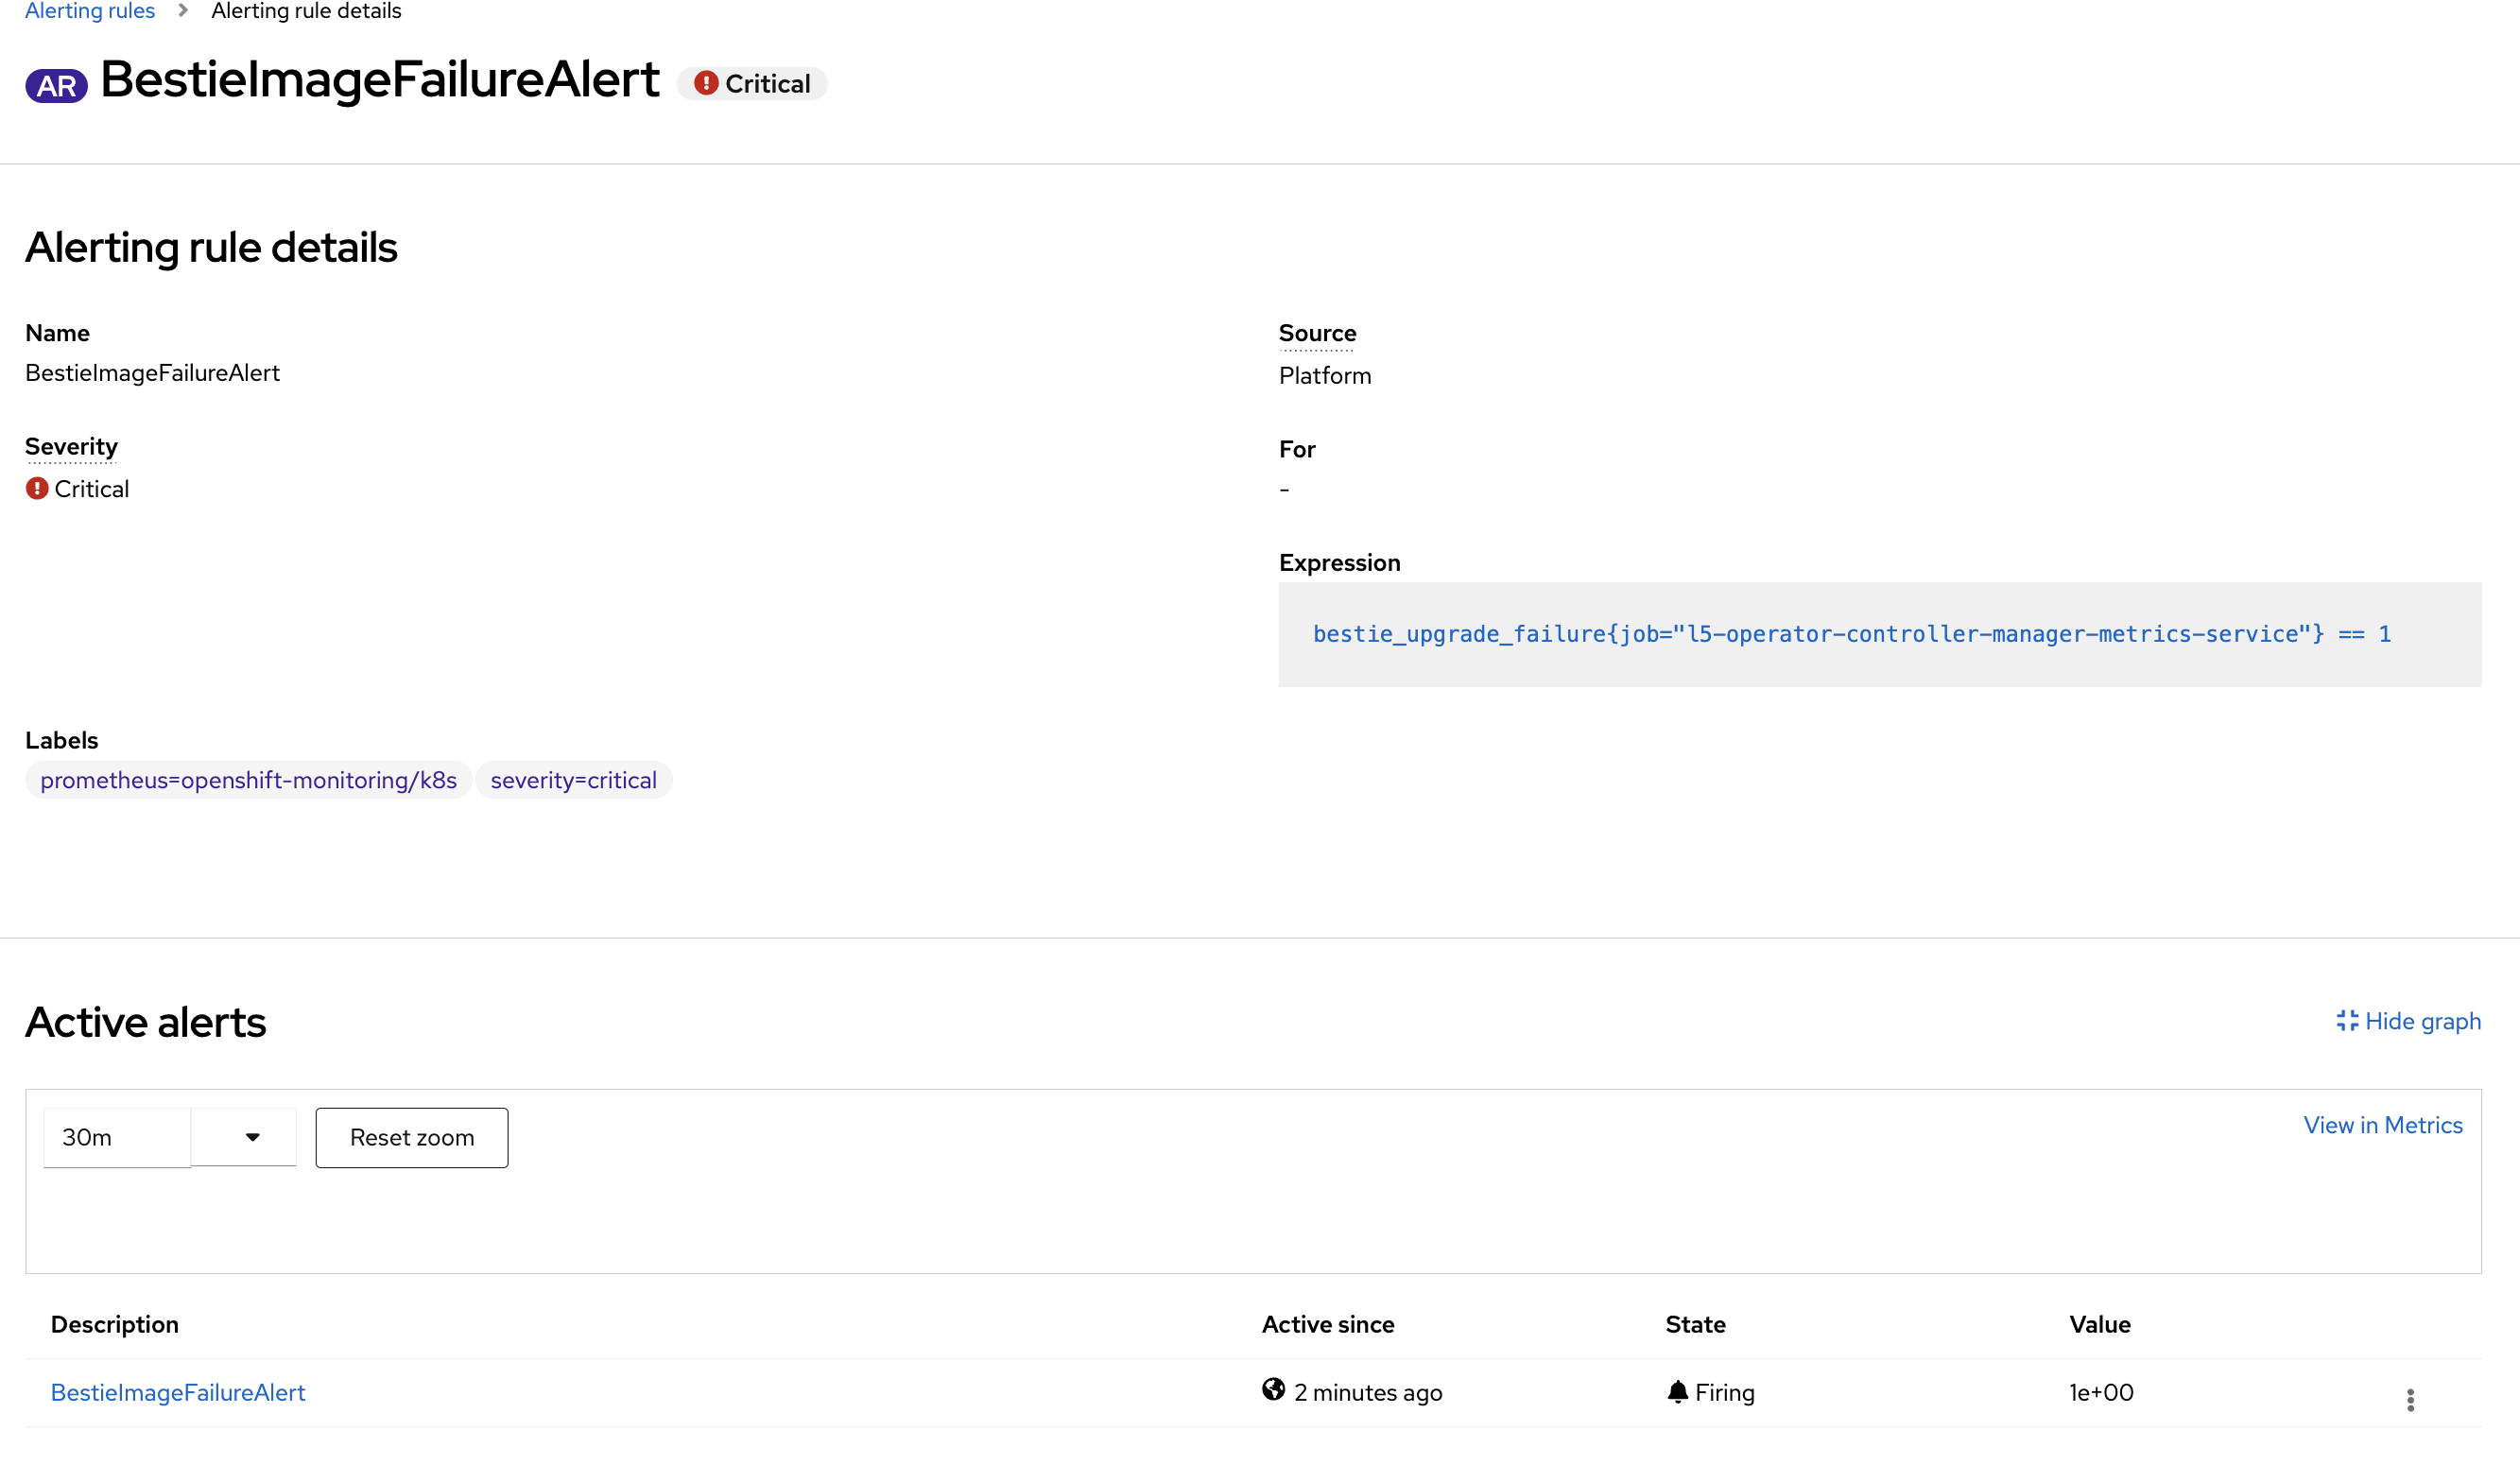 Alerting rules > Alerting rule details
AR BestieImageFailureAlert Critical
Alerting rule details
Name
BestieImageFailureAlert
Severity
Critical
Source
Platform
For
-
Expression
bestie_upgrade_failure{job="l5-operator-controller-manager-metrics-service"} == 1
Labels
prometheus=openshift-monitoring/k8s severity=critical
Active alerts
Hide graph
30m Reset zoom
View in Metrics
Description Active since State Value
BestieImageFailureAlert 2 minutes ago Firing 1e+00